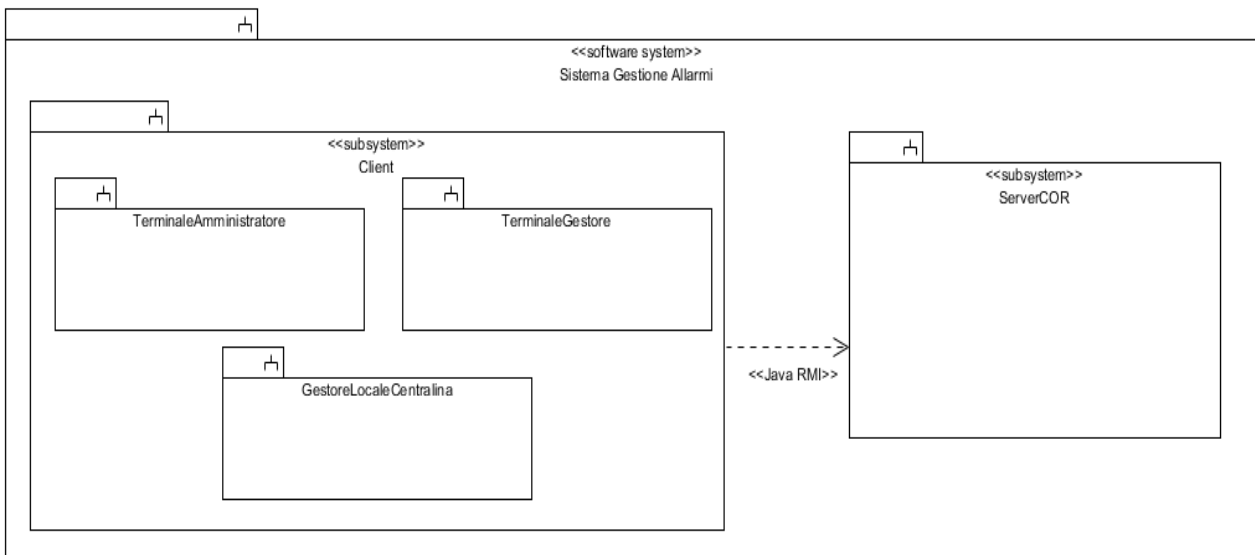 <<software system>>
Sistema Gestione Allarmi
<<subsystem>>
Client
TerminaleAmministratore
TerminaleGestore
GestoreLocaleCentralina
<<Java RMI>>
<<subsystem>>
ServerCOR